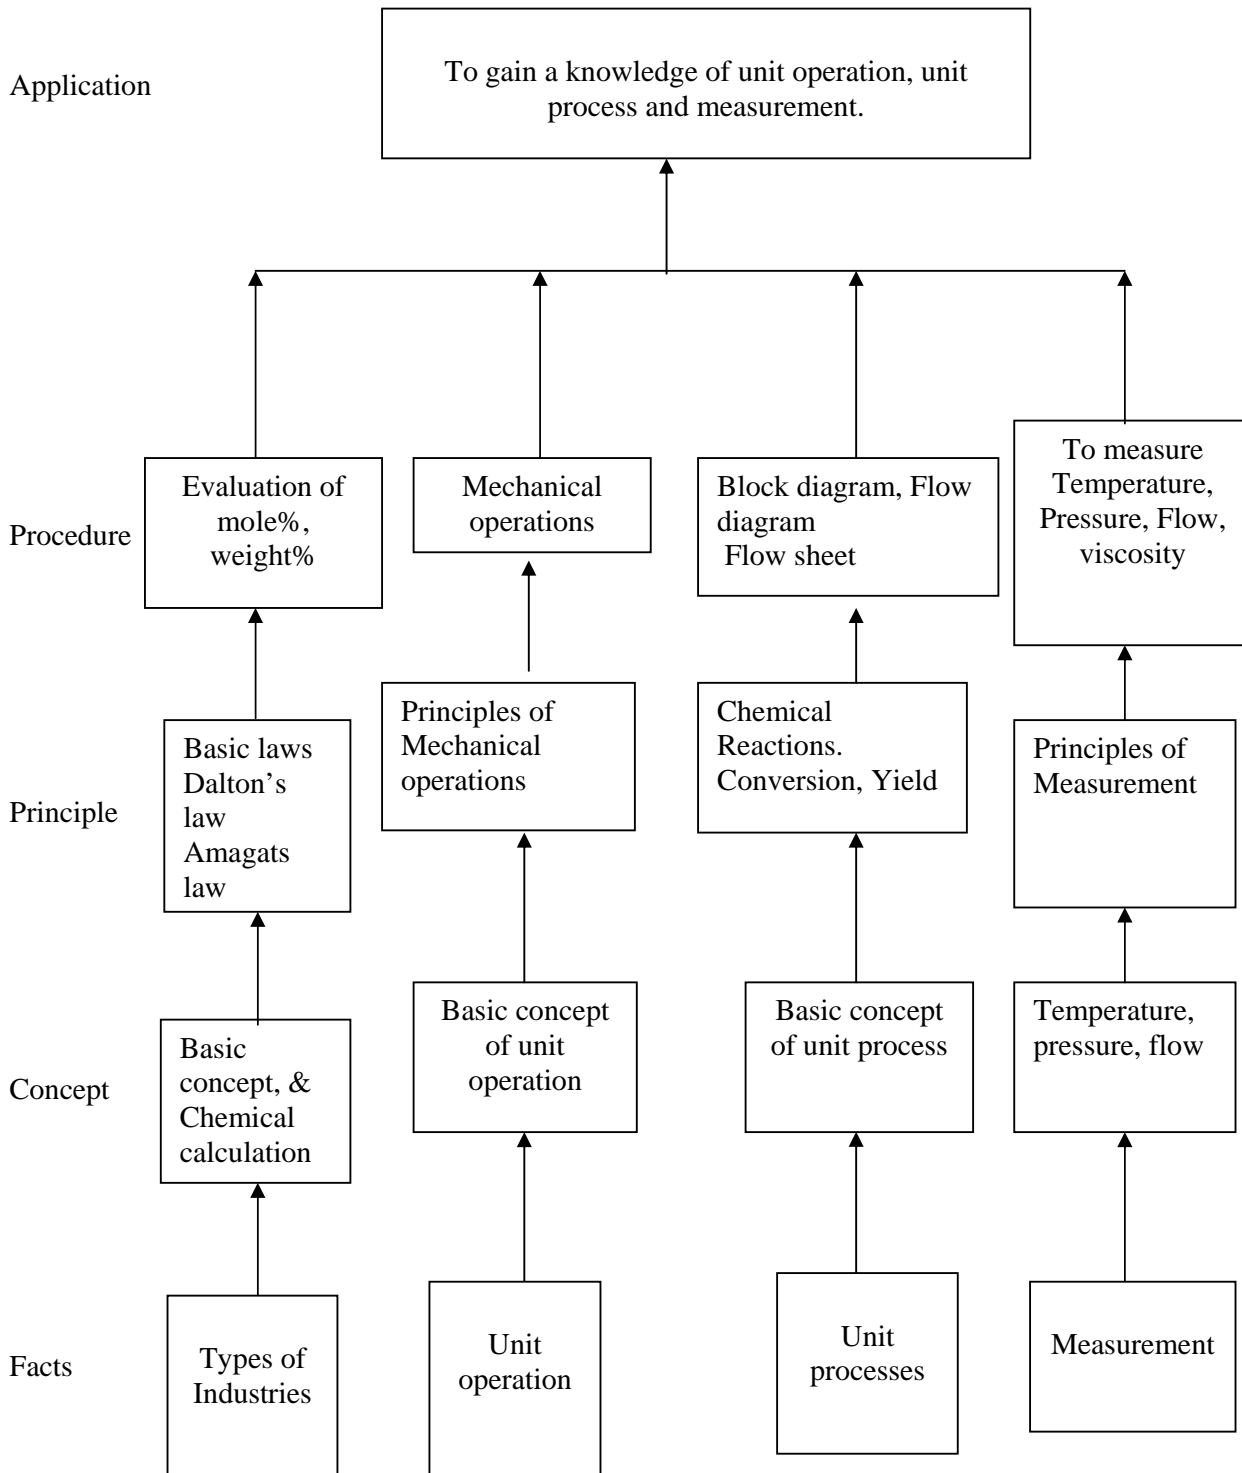 Application
To gain a knowledge of unit operation, unit
process and measurement.
Procedure
Evaluation of
mole%,
weight%
Mechanical
operations
Block diagram, Flow
diagram
Flow sheet
To measure
Temperature,
Pressure, Flow,
viscosity
Principle
Basic laws
Dalton’s
law
Amagats
law
Principles of
Mechanical
operations
Chemical
Reactions.
Conversion, Yield
Principles of
Measurement
Concept
Basic
concept, &
Chemical
calculation
Basic concept
of unit
operation
Basic concept
of unit process
Temperature,
pressure, flow
Facts
Types of
Industries
Unit
operation
Unit
processes
Measurement